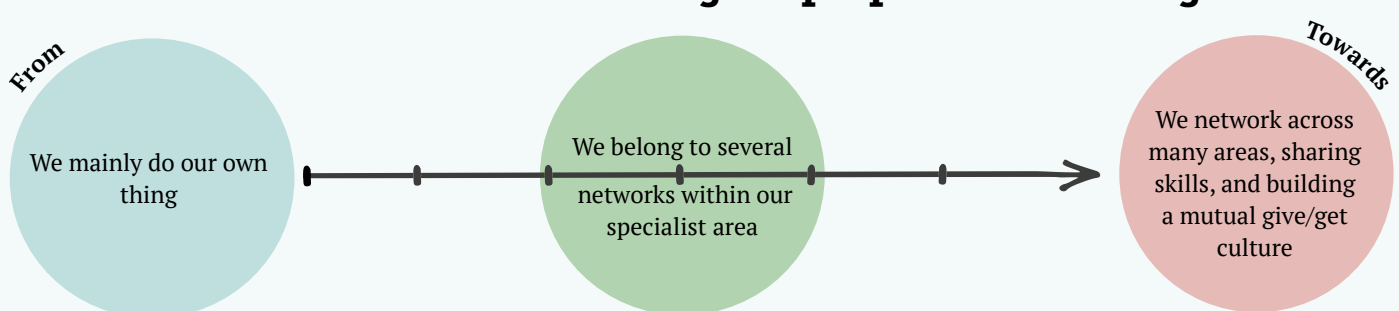 From
We mainly do our own
thing
We belong to several
networks within our
specialist area
Towards
We network across
many areas, sharing
skills, and building
a mutual give/get
culture